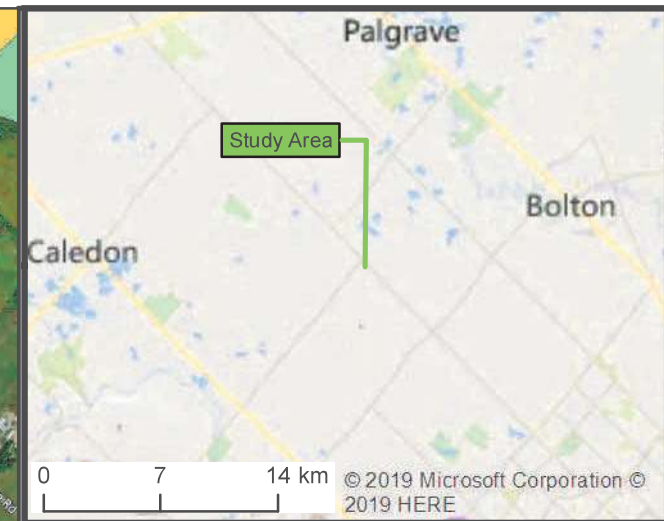 Palgrave
Study Area
Bolton
Caledon
0 7 14 km
© 2019 Microsoft Corporation ©
2019 HERE